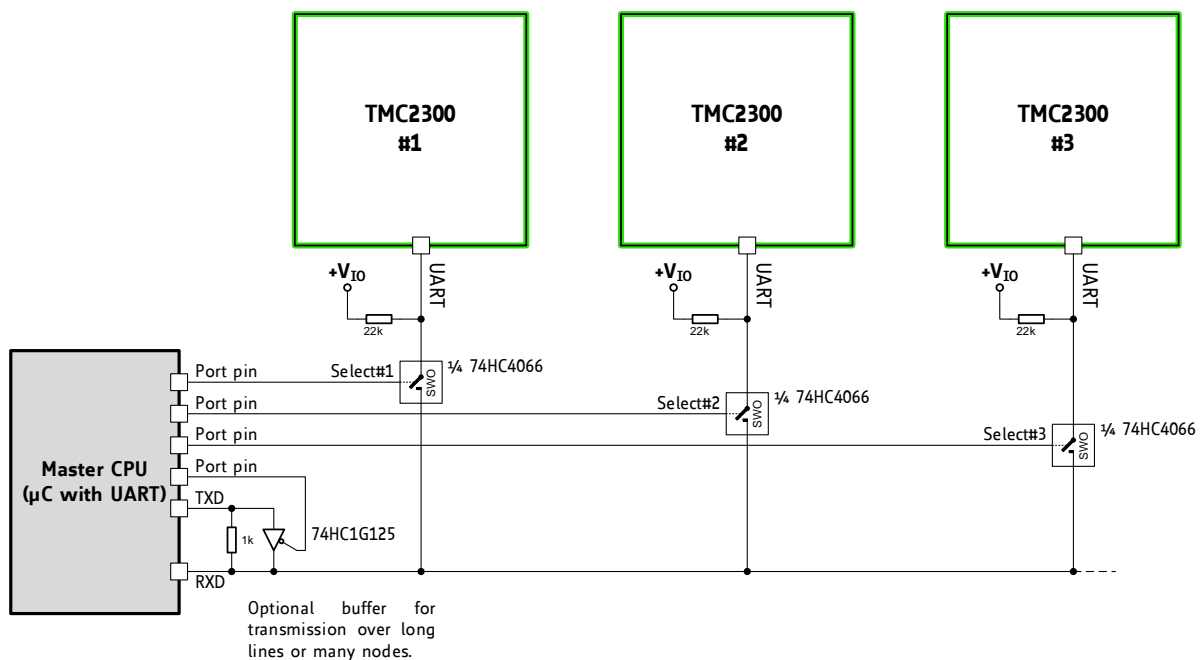 TMC2300
#1
TMC2300
#2
TMC2300
#3
+VIO
UART
22k
+VIO
UART
22k
+VIO
UART
22k
Port pin
Select#1
SWO
¼ 74HC4066
Port pin
Select#2
SWO
¼ 74HC4066
Port pin
Select#3
SWO
¼ 74HC4066
Port pin
Master CPU
(µC with UART)
TXD
1k
74HC1G125
RXD
Optional buffer for
transmission over long
lines or many nodes.